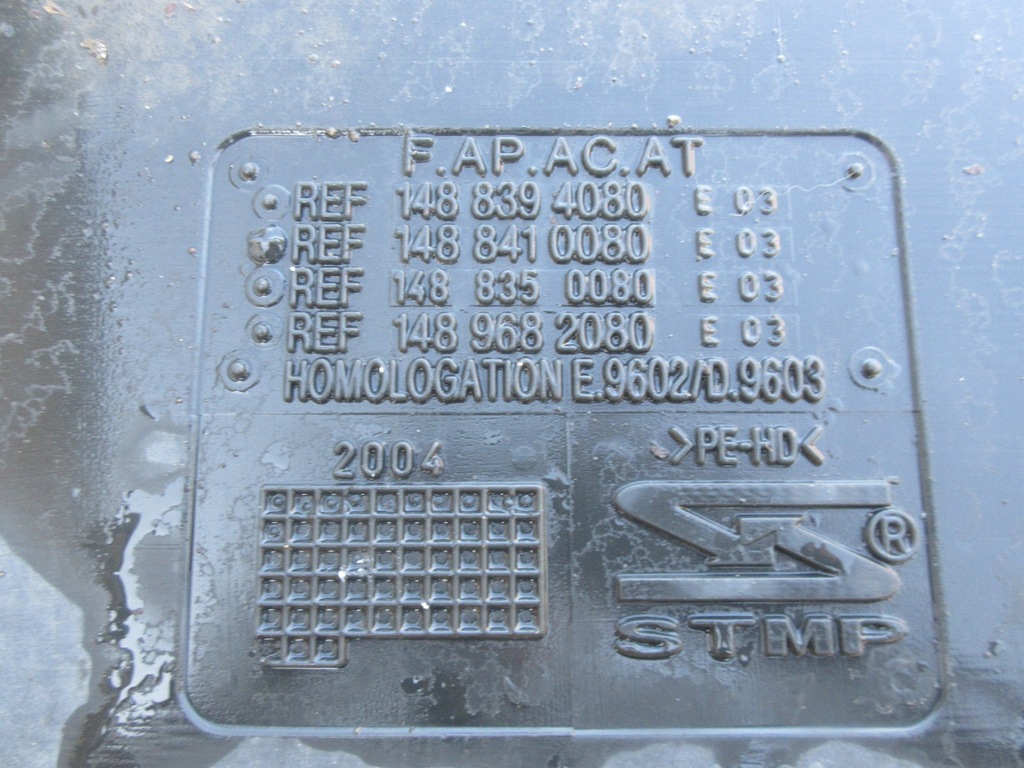 F.AP.AC.AT
REF 148 839 4080 E 03
REF 148 841 0080 E 03
REF 148 835 0080 E 03
REF 148 968 2080 E 03
HOMOLOGATION E.9602/D.9603
2004
>PE-HD<
®
STMP